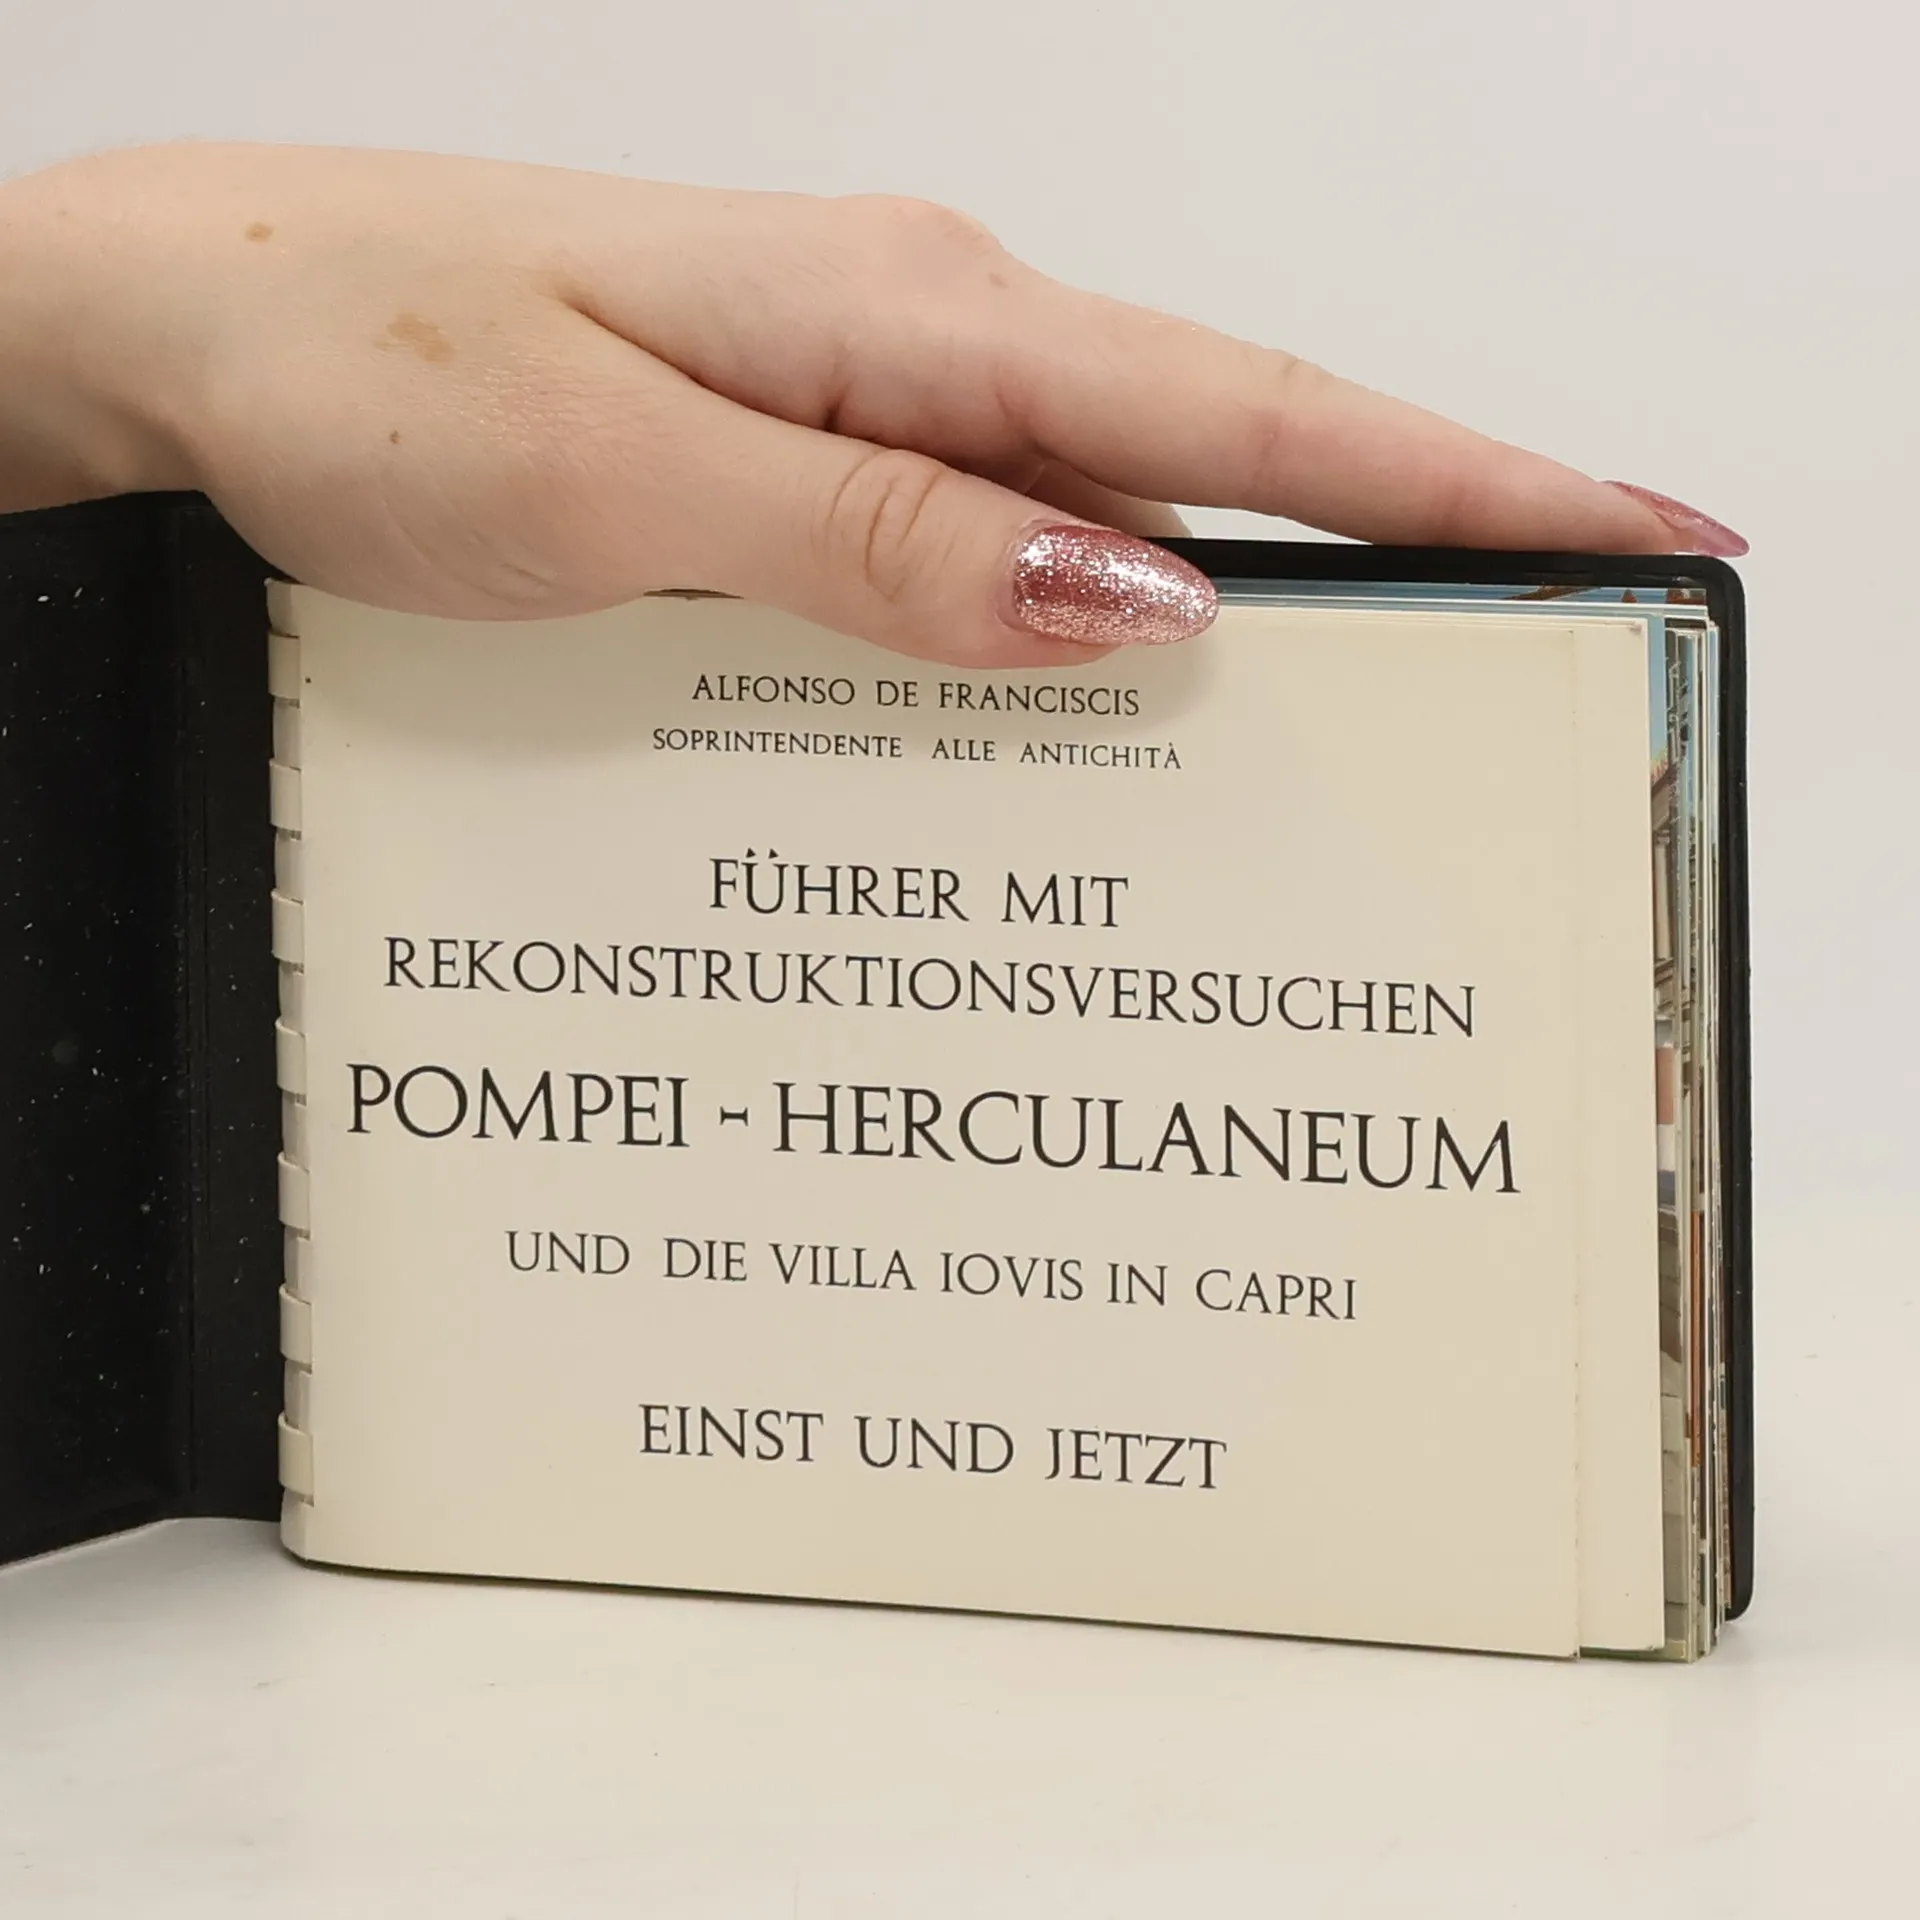 ALFONSO DE FRANCISCIS
SOPRINTENDENTE ALLE ANTICHITÀ
FÜHRER MIT
REKONSTRUKTIONSVERSUCHEN
POMPEI - HERCULANEUM
UND DIE VILLA IOVIS IN CAPRI
EINST UND JETZT